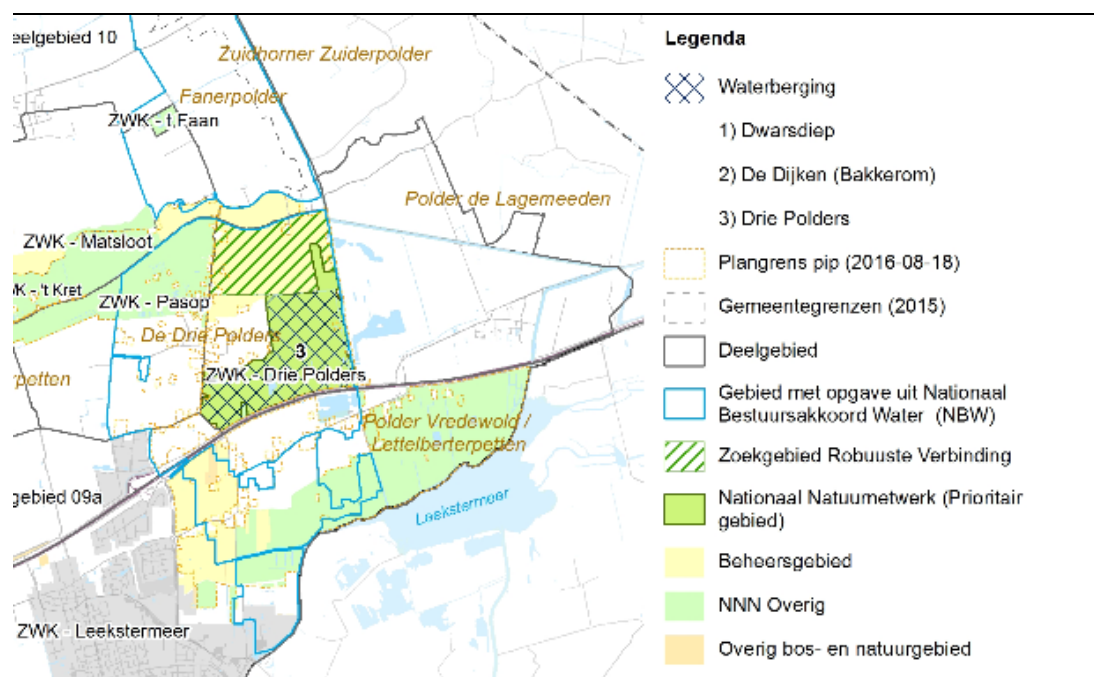 eelgebied 10
Zuidhorner Zuiderpolder
Fanerpolder
ZWK - t Faan
Polder de Lagemeeden
ZWK - Matsloot
K - 't Kret
ZWK - Pasop
De Drie Polders
3
ZWK - Drie Polders
rpetten
Polder Vredewold /
Lettelberterpetten
gebied 09a
Leekstermeer
ZWK - Leekstermeer
Legenda
Waterberging
1) Dwarsdiep
2) De Dijken (Bakkerom)
3) Drie Polders
Plangrens pip (2016-08-18)
Gemeentegrenzen (2015)
Deelgebied
Gebied met opgave uit Nationaal
Bestuursakkoord Water (NBW)
Zoekgebied Robuuste Verbinding
Nationaal Natuurnetwerk (Prioritair
gebied)
Beheersgebied
NNN Overig
Overig bos- en natuurgebied